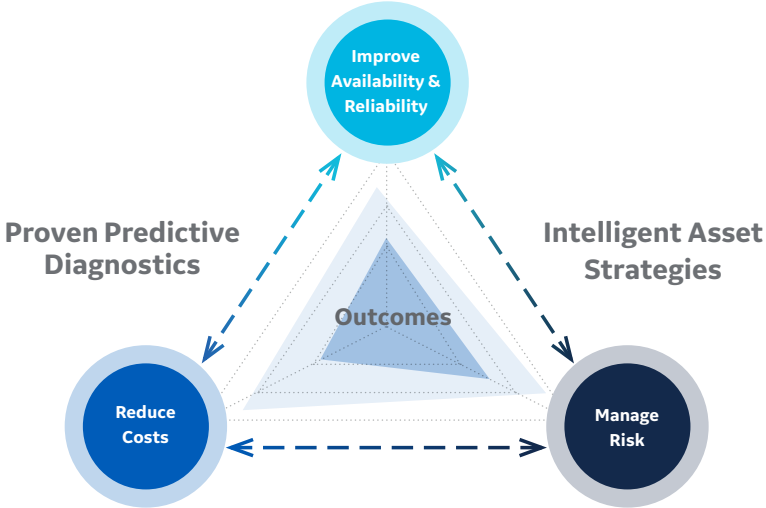 Improve
Availability &
Reliability
Proven Predictive
Diagnostics
Intelligent Asset
Strategies
Outcomes
Reduce
Costs
Manage
Risk